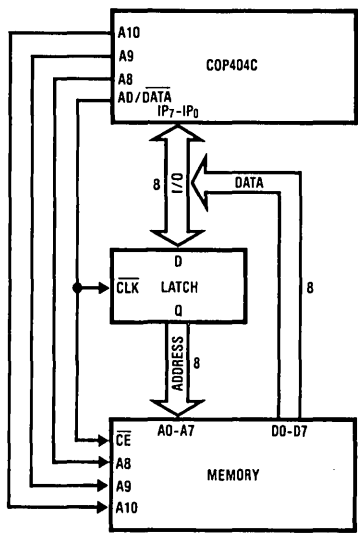 A10
A9
A8
AD/DATA
COP404C
IP7-IP0
8
I/O
DATA
D
CLK
LATCH
Q
8
ADDRESS
8
A0-A7
D0-D7
CE
A8
A9
A10
MEMORY